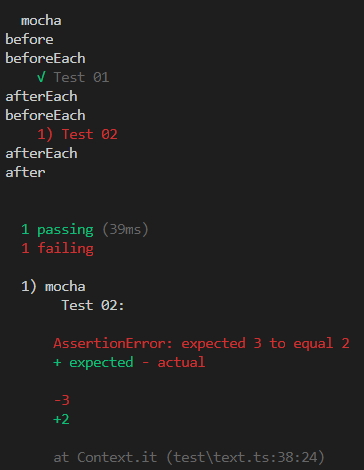 mocha
before
beforeEach
√ Test 01
afterEach
beforeEach
1) Test 02
afterEach
after
1 passing (39ms)
1 failing
1) mocha
Test 02:
AssertionError: expected 3 to equal 2
+ expected - actual
-3
+2
at Context.it (test\text.ts:38:24)